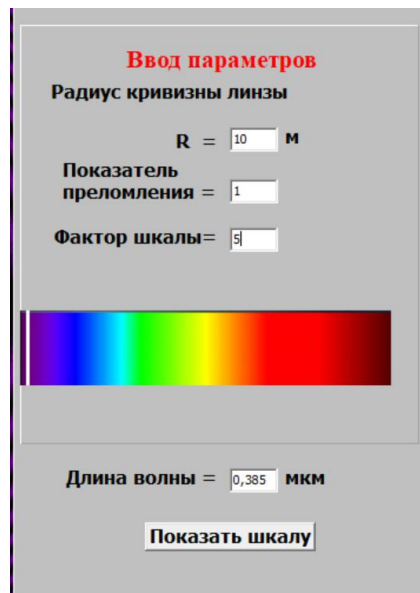 Ввод параметров
Радиус кривизны линзы
R = 10 м
Показатель
преломления = 1
Фактор шкалы= 5
Длина волны = 0,385 мкм
Показать шкалу